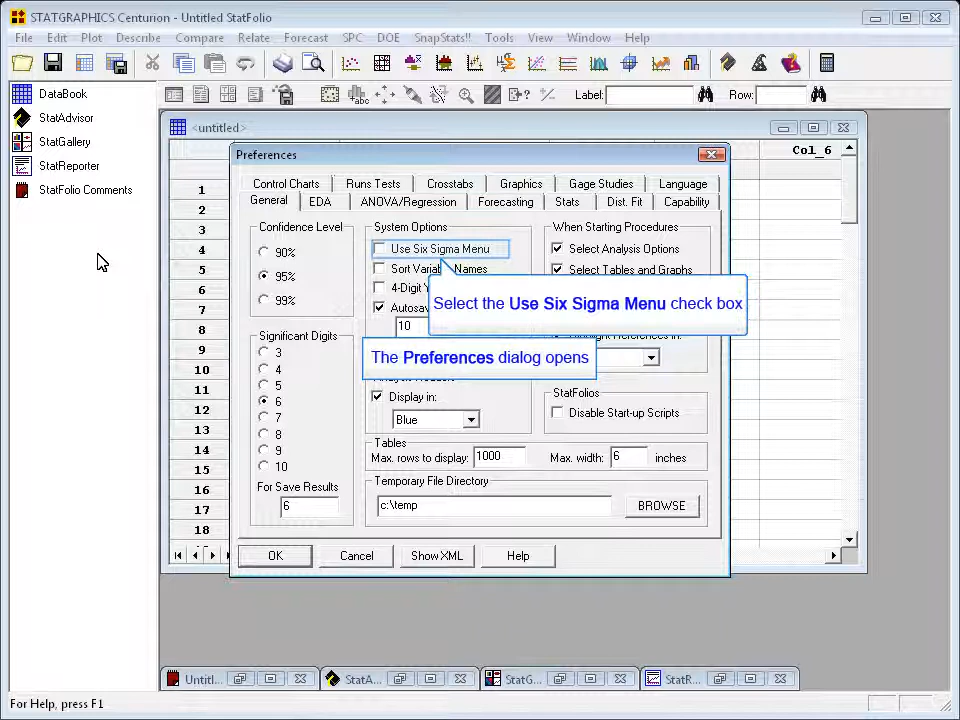 STATGRAPHICS Centurion - Untitled StatFolio
File Edit Plot Describe Compare Relate Forecast SPC DOE SnapStats!! Tools View Window Help
Label: Row:
DataBook
StatAdvisor
StatGallery
StatReporter
StatFolio Comments
<untitled>
Col_6
1
2
3
4
5
6
7
8
9
10
11
12
13
14
15
16
17
18
Preferences
Control Charts Runs Tests Crosstabs Graphics Gage Studies Language
General EDA ANOVA/Regression Forecasting Stats Dist. Fit Capability
Confidence Level
90%
95%
99%
Significant Digits
3
4
5
6
7
8
9
10
For Save Results
6
System Options
Use Six Sigma Menu
Sort Variab Names
4-Digit Y
Autosav
10
When Starting Procedures
Select Analysis Options
Select Tables and Graphs
Select the Use Six Sigma Menu check box
The Preferences dialog opens
Display in:
Blue
StatFolios
Disable Start-up Scripts
Tables
Max. rows to display: 1000 Max. width: 6 inches
Temporary File Directory
c:\temp BROWSE
OK Cancel Show XML Help
Untitl... StatA... StatG... StatR...
For Help, press F1